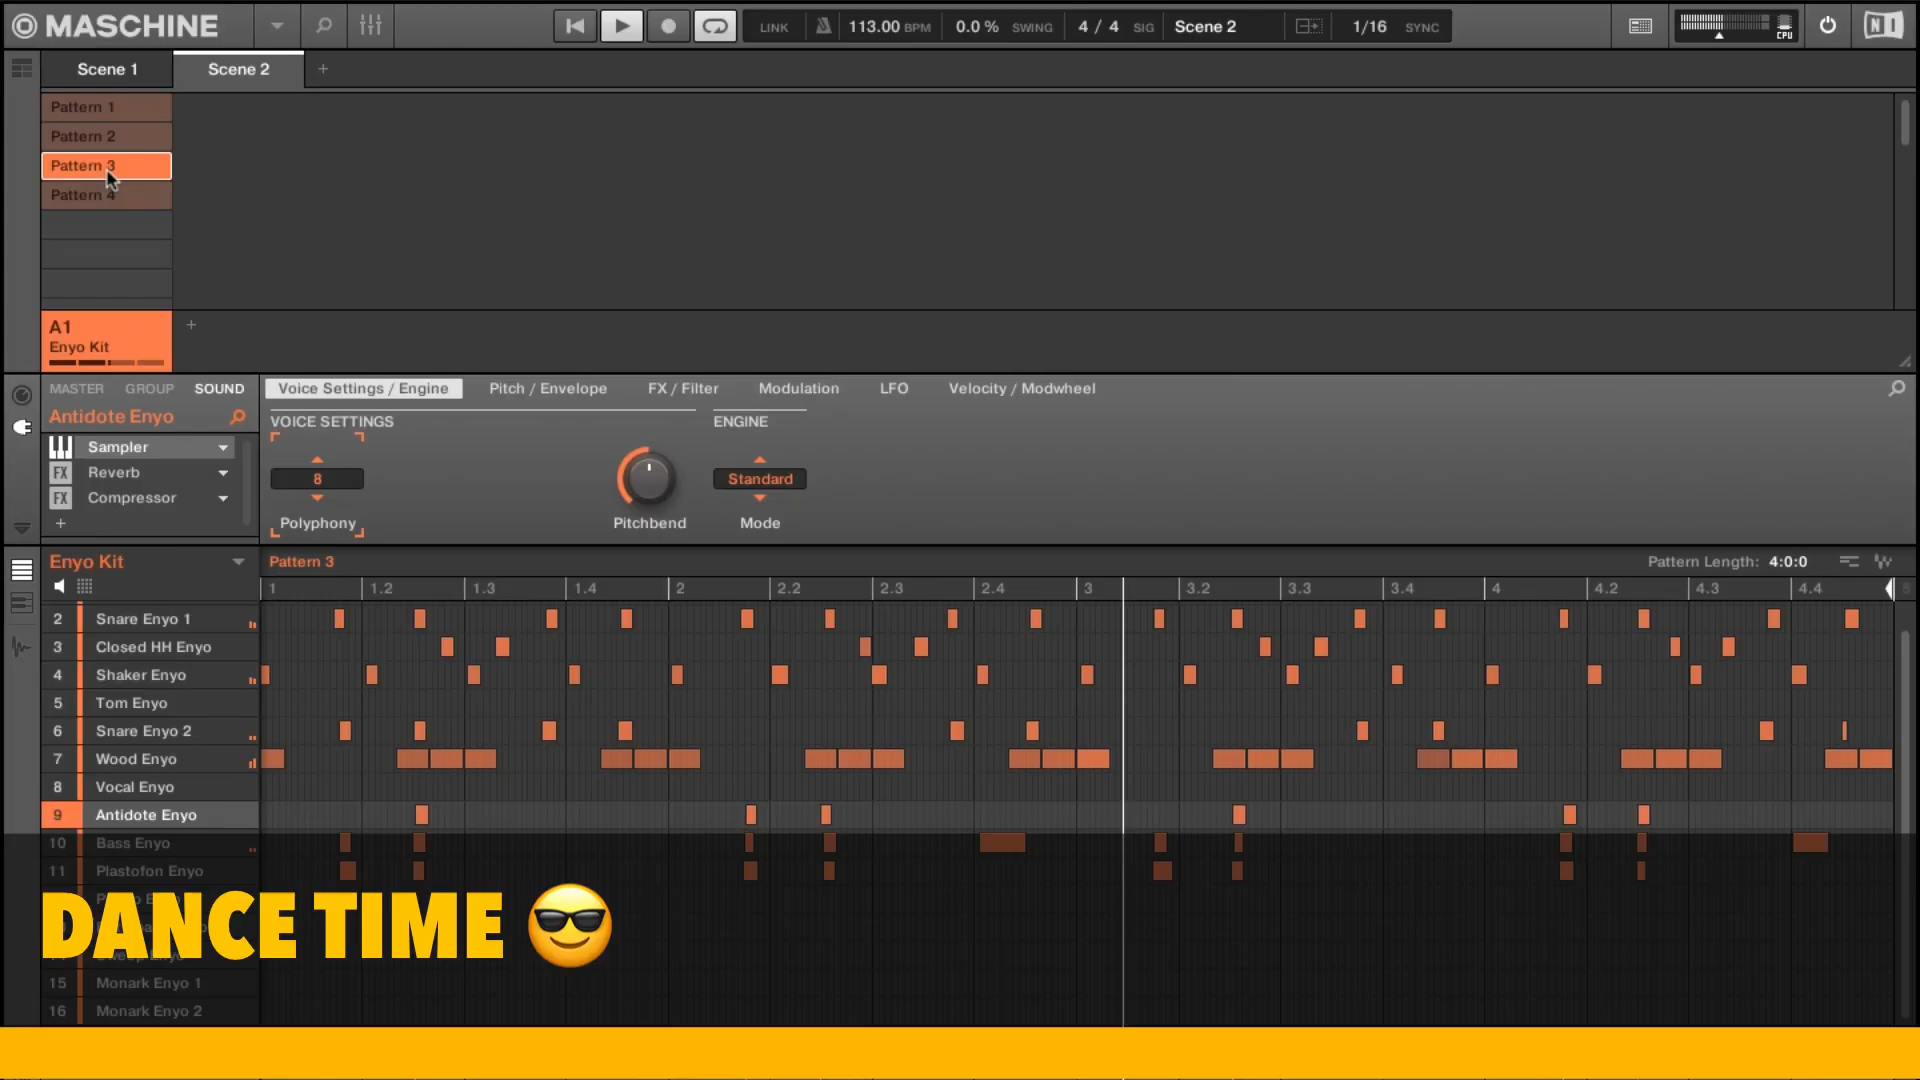 MASCHINE
LINK 113.00 BPM 0.0 % SWING 4 / 4 SIG Scene 2 1/16 SYNC CPU
Scene 1 Scene 2 +
Pattern 1
Pattern 2
Pattern 3
Pattern 4
A1 +
Enyo Kit
MASTER GROUP SOUND Voice Settings / Engine Pitch / Envelope FX / Filter Modulation LFO Velocity / Modwheel
Antidote Enyo VOICE SETTINGS ENGINE
Sampler
FX Reverb 8 Standard
FX Compressor
+ Polyphony Pitchbend Mode
Enyo Kit Pattern 3 Pattern Length: 4:0:0
1 1.2 1.3 1.4 2 2.2 2.3 2.4 3 3.2 3.3 3.4 4 4.2 4.3 4.4 5
2 Snare Enyo 1
3 Closed HH Enyo
4 Shaker Enyo
5 Tom Enyo
6 Snare Enyo 2
7 Wood Enyo
8 Vocal Enyo
9 Antidote Enyo
10 Bass Enyo
11 Plastofon Enyo
DANCE TIME
15 Monark Enyo 1
16 Monark Enyo 2